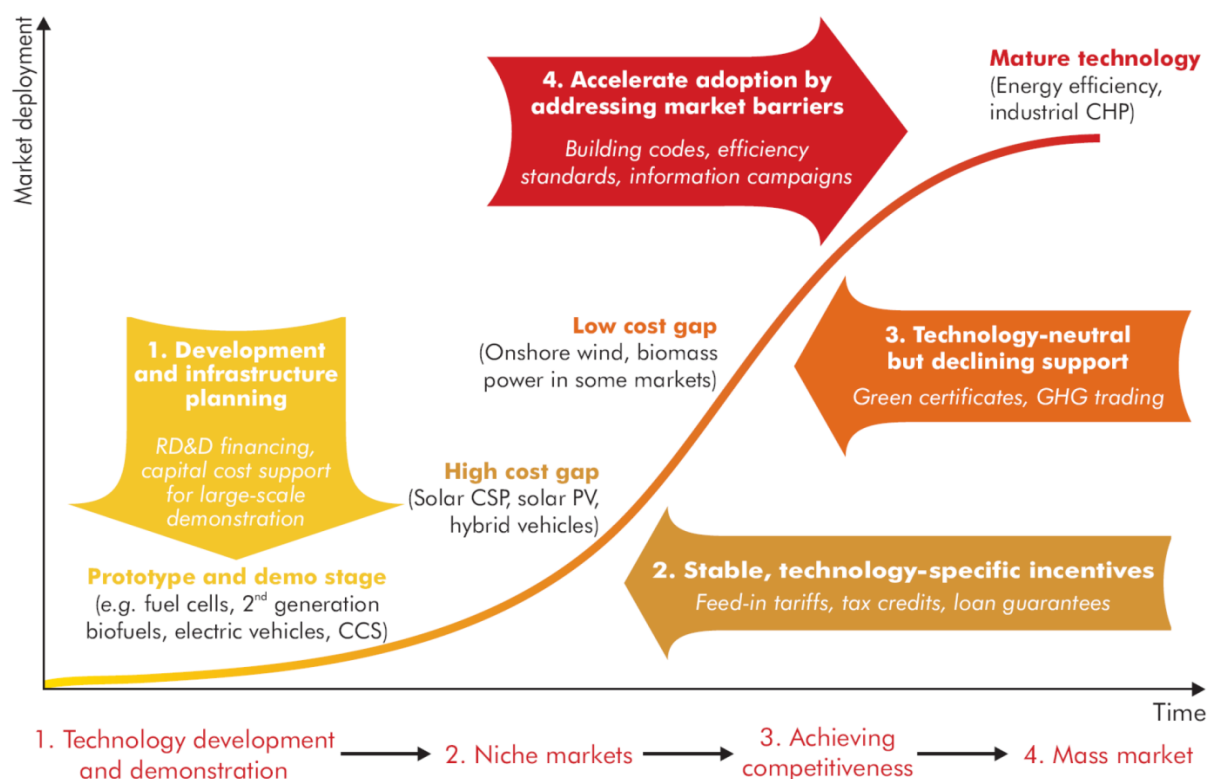 Market deployment
4. Accelerate adoption by
addressing market barriers
Building codes, efficiency
standards, information campaigns
Mature technology
(Energy efficiency,
industrial CHP)
1. Development
and infrastructure
planning
RD&D financing,
capital cost support
for large-scale
demonstration
Low cost gap
(Onshore wind, biomass
power in some markets)
3. Technology-neutral
but declining support
Green certificates, GHG trading
High cost gap
(Solar CSP, solar PV,
hybrid vehicles)
Prototype and demo stage
(e.g. fuel cells, 2nd generation
biofuels, electric vehicles, CCS)
2. Stable, technology-specific incentives
Feed-in tariffs, tax credits, loan guarantees
Time
1. Technology development
and demonstration
2. Niche markets
3. Achieving
competitiveness
4. Mass market